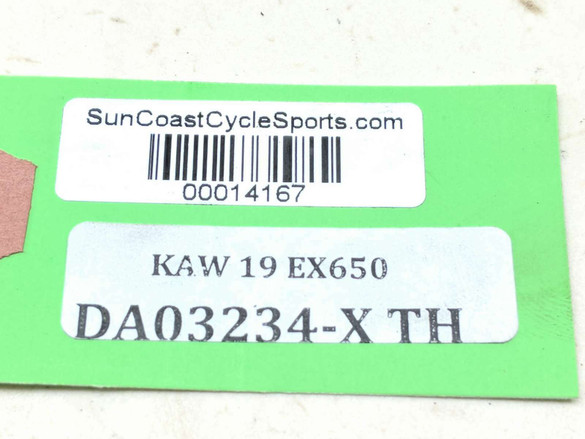 SunCoastCycleSports.com
00014167
KAW 19 EX650
DA03234-X TH